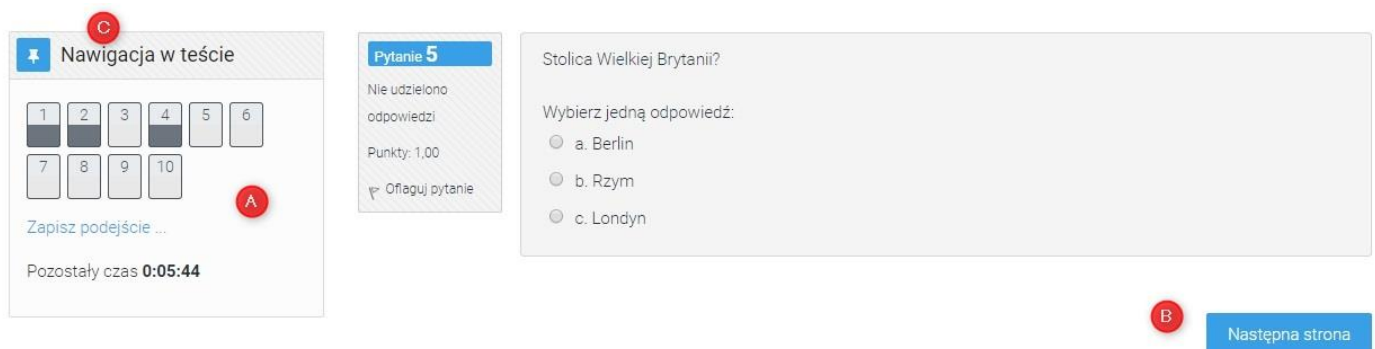 C
Nawigacja w teście
1 2 3 4 5 6
7 8 9 10
A
Zapisz podejście ...
Pozostały czas 0:05:44
Pytanie 5
Nie udzielono
odpowiedzi
Punkty: 1,00
Oflaguj pytanie
Stolica Wielkiej Brytanii?
Wybierz jedną odpowiedź:
a. Berlin
b. Rzym
c. Londyn
B
Następna strona